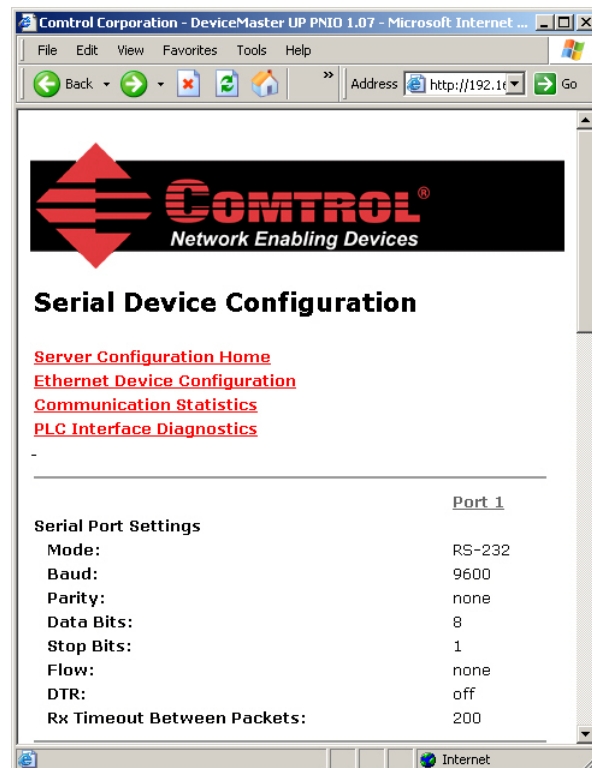 Comtrol Corporation - DeviceMaster UP PNIO 1.07 - Microsoft Internet ...
File Edit View Favorites Tools Help
Back » Address http://192.16 Go
COMTROL®
Network Enabling Devices
Serial Device Configuration
Server Configuration Home
Ethernet Device Configuration
Communication Statistics
PLC Interface Diagnostics
-
Port 1
Serial Port Settings
Mode: RS-232
Baud: 9600
Parity: none
Data Bits: 8
Stop Bits: 1
Flow: none
DTR: off
Rx Timeout Between Packets: 200
Internet